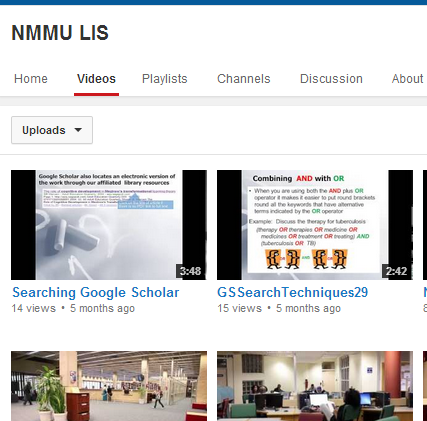 NMMU LIS
Home Videos Playlists Channels Discussion About
Uploads
Google Scholar also locates an electronic version of
the work through our affiliated library resources
3:48
Combining AND with OR
When you are using both the AND plus OR
operator it makes it easier to put round brackets
round all the keywords that have alternative
terms indicated by the OR operator
Example: Discuss the therapy for tuberculosis
(therapy OR therapies OR medicine OR
medicines OR treatment OR treating) AND
(tuberculosis OR TB)
2:42
Searching Google Scholar
14 views • 5 months ago
GSSearchTechniques29
15 views • 5 months ago